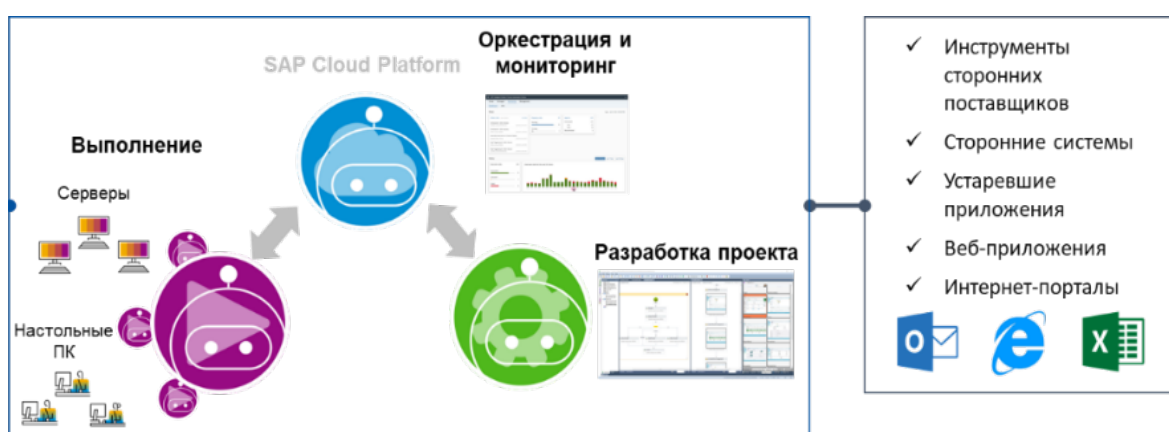 SAP Cloud Platform
Оркестрация и
мониторинг
Выполнение
Серверы
Настольные
ПК
Разработка проекта
✓ Инструменты
сторонних
поставщиков
✓ Сторонние системы
✓ Устаревшие
приложения
✓ Веб-приложения
✓ Интернет-порталы